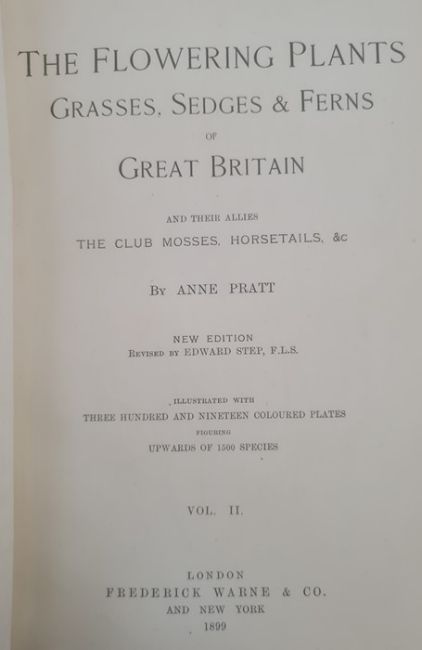 THE FLOWERING PLANTS
GRASSES, SEDGES & FERNS
OF
GREAT BRITAIN
AND THEIR ALLIES
THE CLUB MOSSES, HORSETAILS, &c
BY ANNE PRATT
NEW EDITION
REVISED BY EDWARD STEP, F.L.S.
ILLUSTRATED WITH
THREE HUNDRED AND NINETEEN COLOURED PLATES
FIGURING
UPWARDS OF 1500 SPECIES
VOL. II.
LONDON
FREDERICK WARNE & CO.
AND NEW YORK
1899